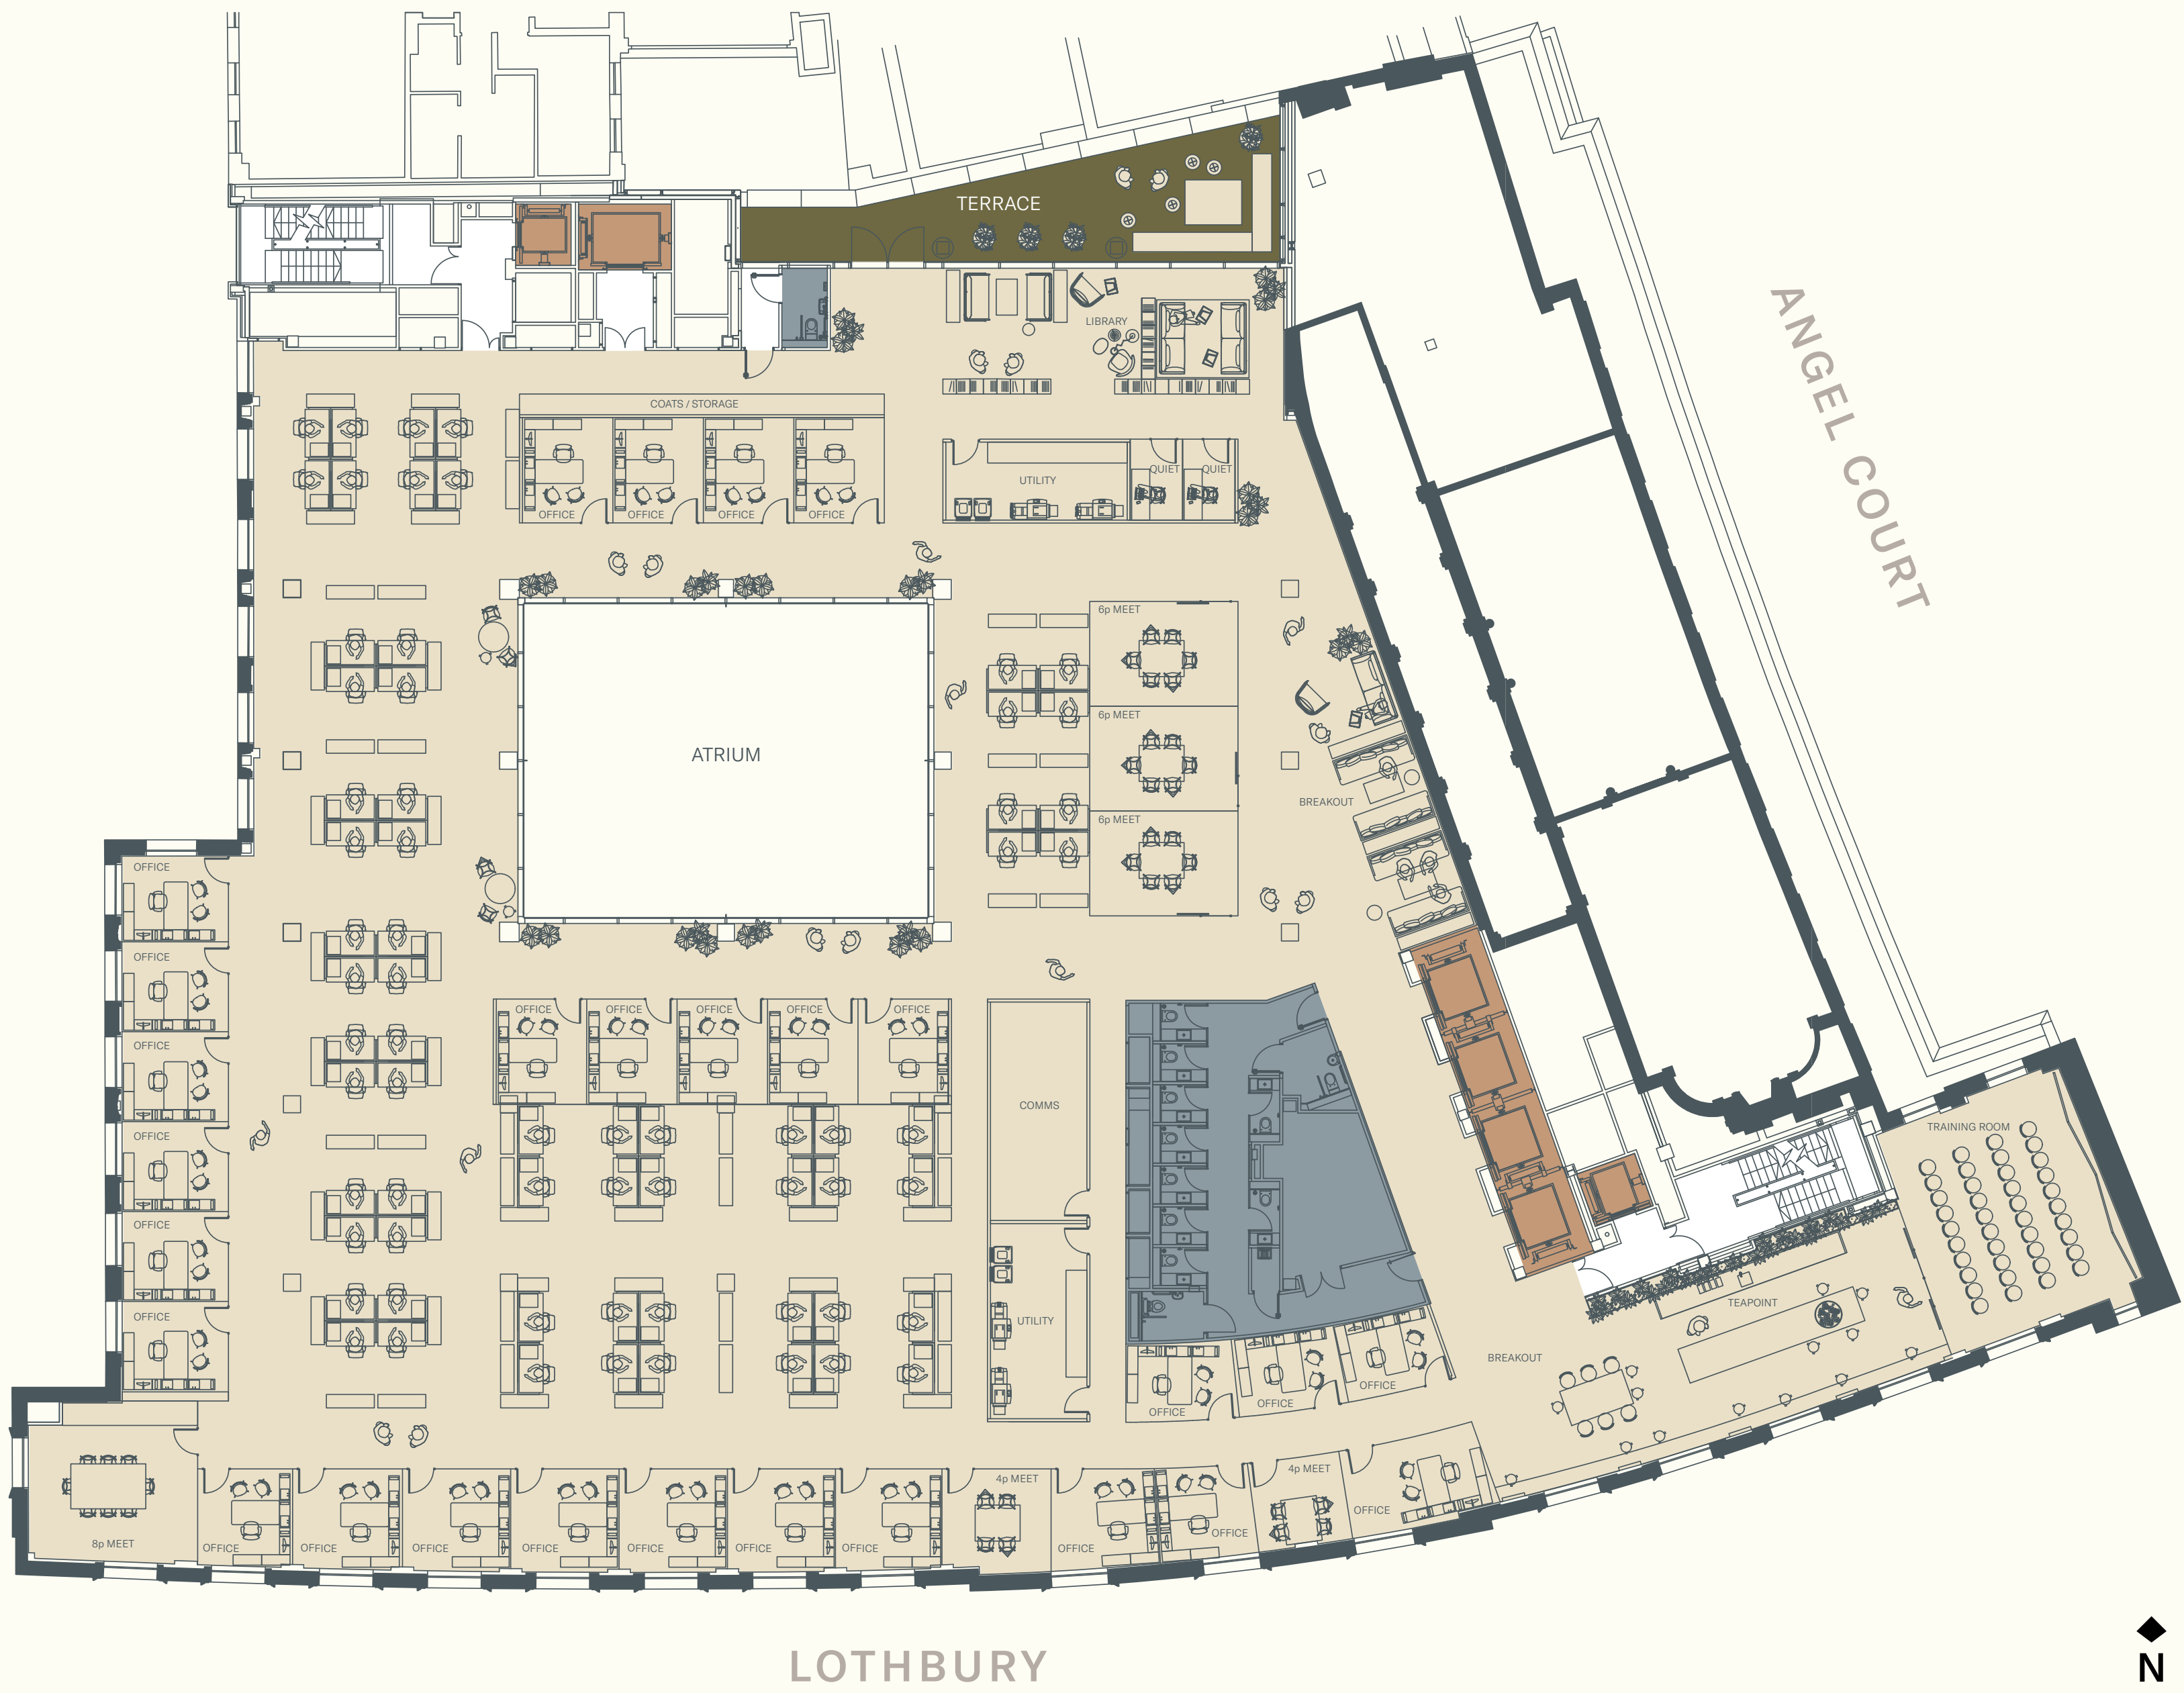 TERRACE
LIBRARY
ANGEL COURT
COATS / STORAGE
QUIET
QUIET
UTILITY
OFFICE
OFFICE
OFFICE
OFFICE
6p MEET
6p MEET
ATRIUM
BREAKOUT
6p MEET
OFFICE
OFFICE
OFFICE
OFFICE
OFFICE
OFFICE
OFFICE
OFFICE
COMMS
TRAINING ROOM
OFFICE
OFFICE
TEAPOINT
OFFICE
UTILITY
BREAKOUT
OFFICE
OFFICE
OFFICE
4p MEET
4p MEET
OFFICE
OFFICE
8p MEET
OFFICE
OFFICE
OFFICE
OFFICE
OFFICE
OFFICE
OFFICE
OFFICE
LOTHBURY
N